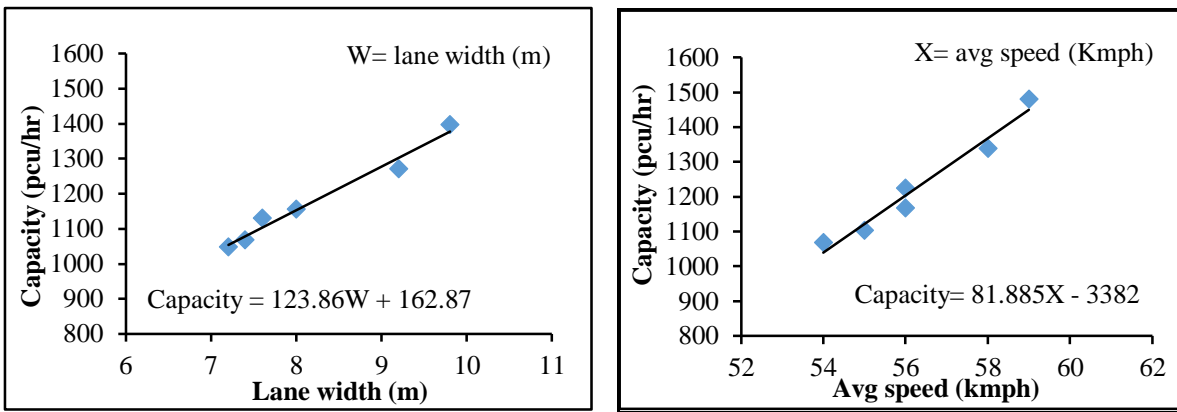 1600
1500
1400
1300
1200
1100
1000
900
800
Capacity (pcu/hr)
W= lane width (m)
Capacity = 123.86W + 162.87
6 7 8 9 10 11
Lane width (m)
1600
1500
1400
1300
1200
1100
1000
900
800
Capacity (pcu/hr)
X= avg speed (Kmph)
Capacity= 81.885X - 3382
52 54 56 58 60 62
Avg speed (kmph)